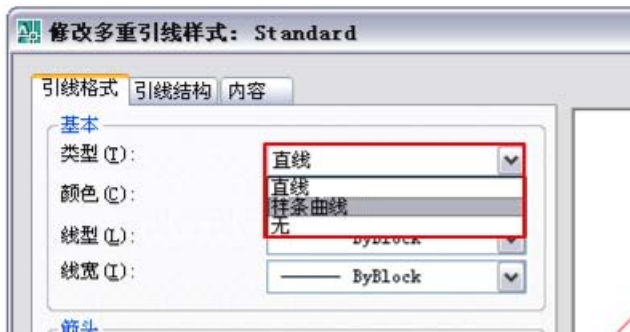 修改多重引线样式: Standard
引线格式 引线结构 内容
基本
类型(T): 直线
颜色(C): 直线
样条曲线
无
线型(L): ByBlock
线宽(I): ByBlock
箭头